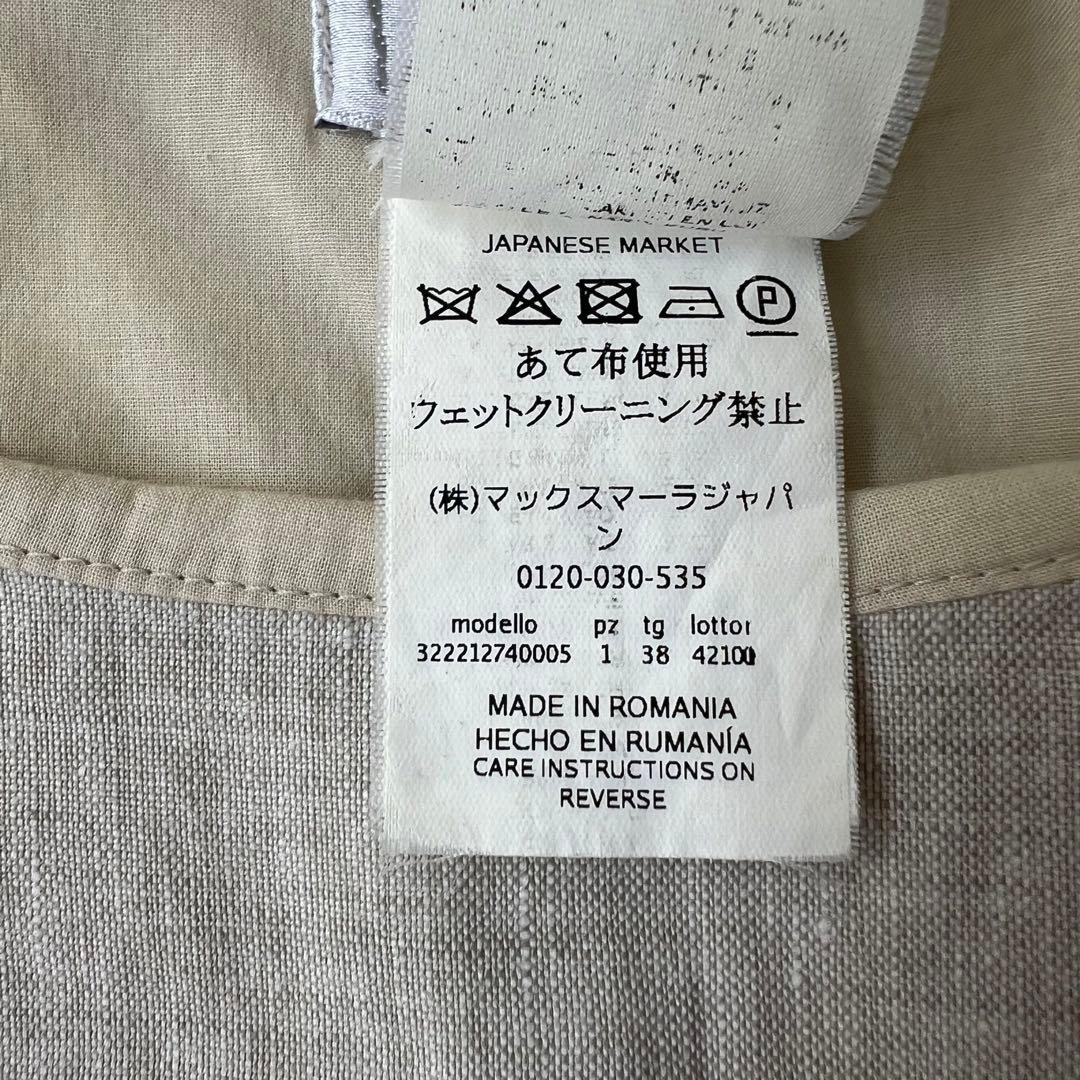 JAPANESE MARKET
P
あて布使用
ウェットクリーニング禁止
(株)マックスマーラジャパ
ン
0120-030-535
modello pz tg lottor
322212740005 1 38
MADE IN ROMANIA
HECHO EN RUMANÍA
CARE INSTRUCTIONS ON
REVERSE